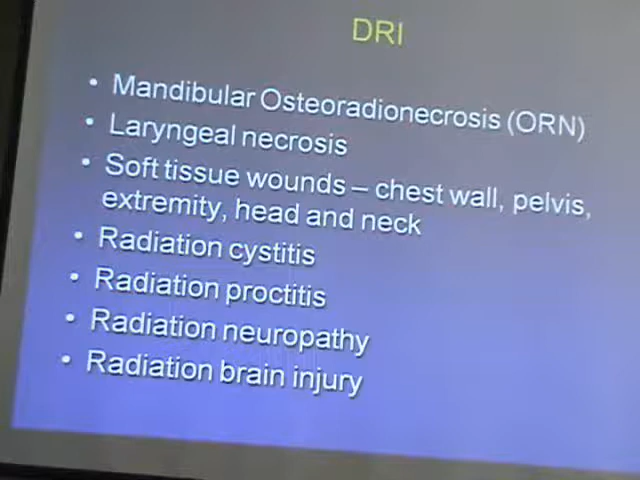 DRI
• Mandibular Osteoradionecrosis (ORN)
• Laryngeal necrosis
• Soft tissue wounds – chest wall, pelvis,
extremity, head and neck
• Radiation cystitis
• Radiation proctitis
• Radiation neuropathy
• Radiation brain injury